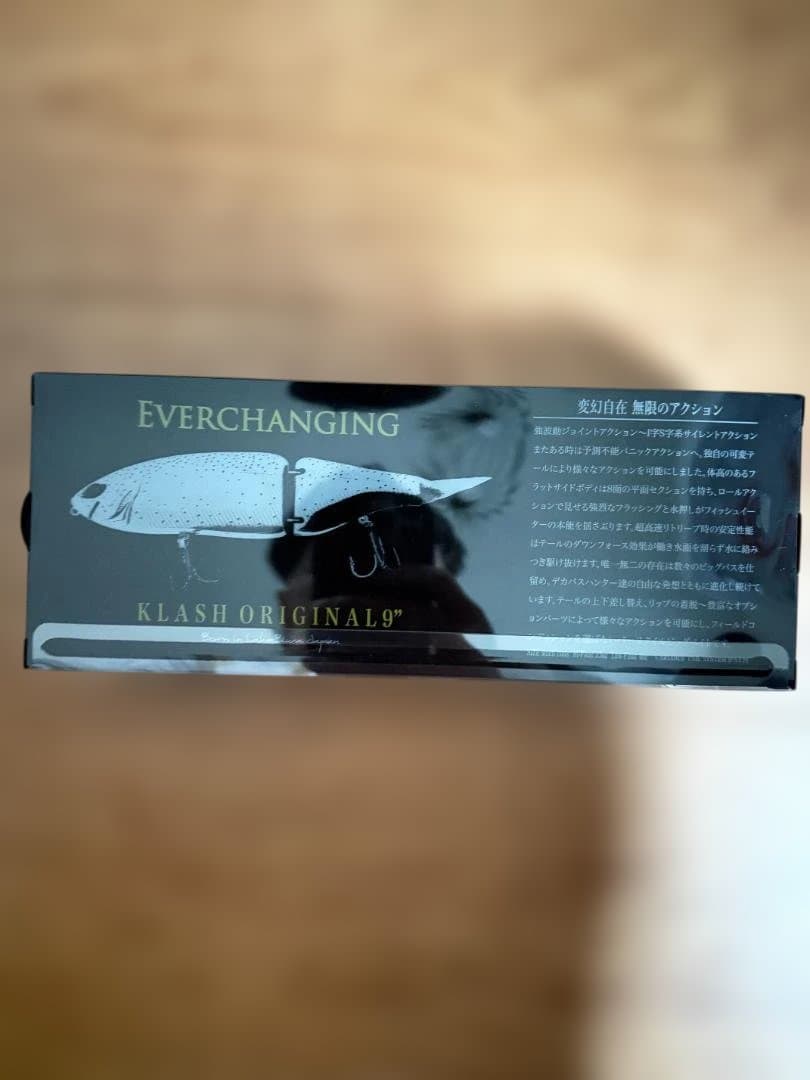 EVERCHANGING
KLASH ORIGINAL 9”
Born in Lake Biwa Japan
変幻自在 無限のアクション
強波動ジョイントアクション〜I字S字系サイレントアクション
またある時は予測不能パニックアクションへ。独自の可変テ
ールにより様々なアクションを可能にしました。体高のあるフ
ラットサイドボディは8面の平面セクションを持ち、ロールアク
ションで見せる強烈なフラッシングと水押しがフィッシュイー
ターの本能を揺さぶります。超高速リトリーブ時の安定性能
はテールのダウンフォース効果が働き水面を割らず水に絡み
つき駆け抜けます。唯一無二の存在は数々のビッグバスを仕
留め、デカバスハンター達の自由な発想とともに進化し続けて
います。テールの上下差し替え、リップの着脱〜豊富なオプシ
ョンパーツによって様々なアクションを可能にし、フィールドコ